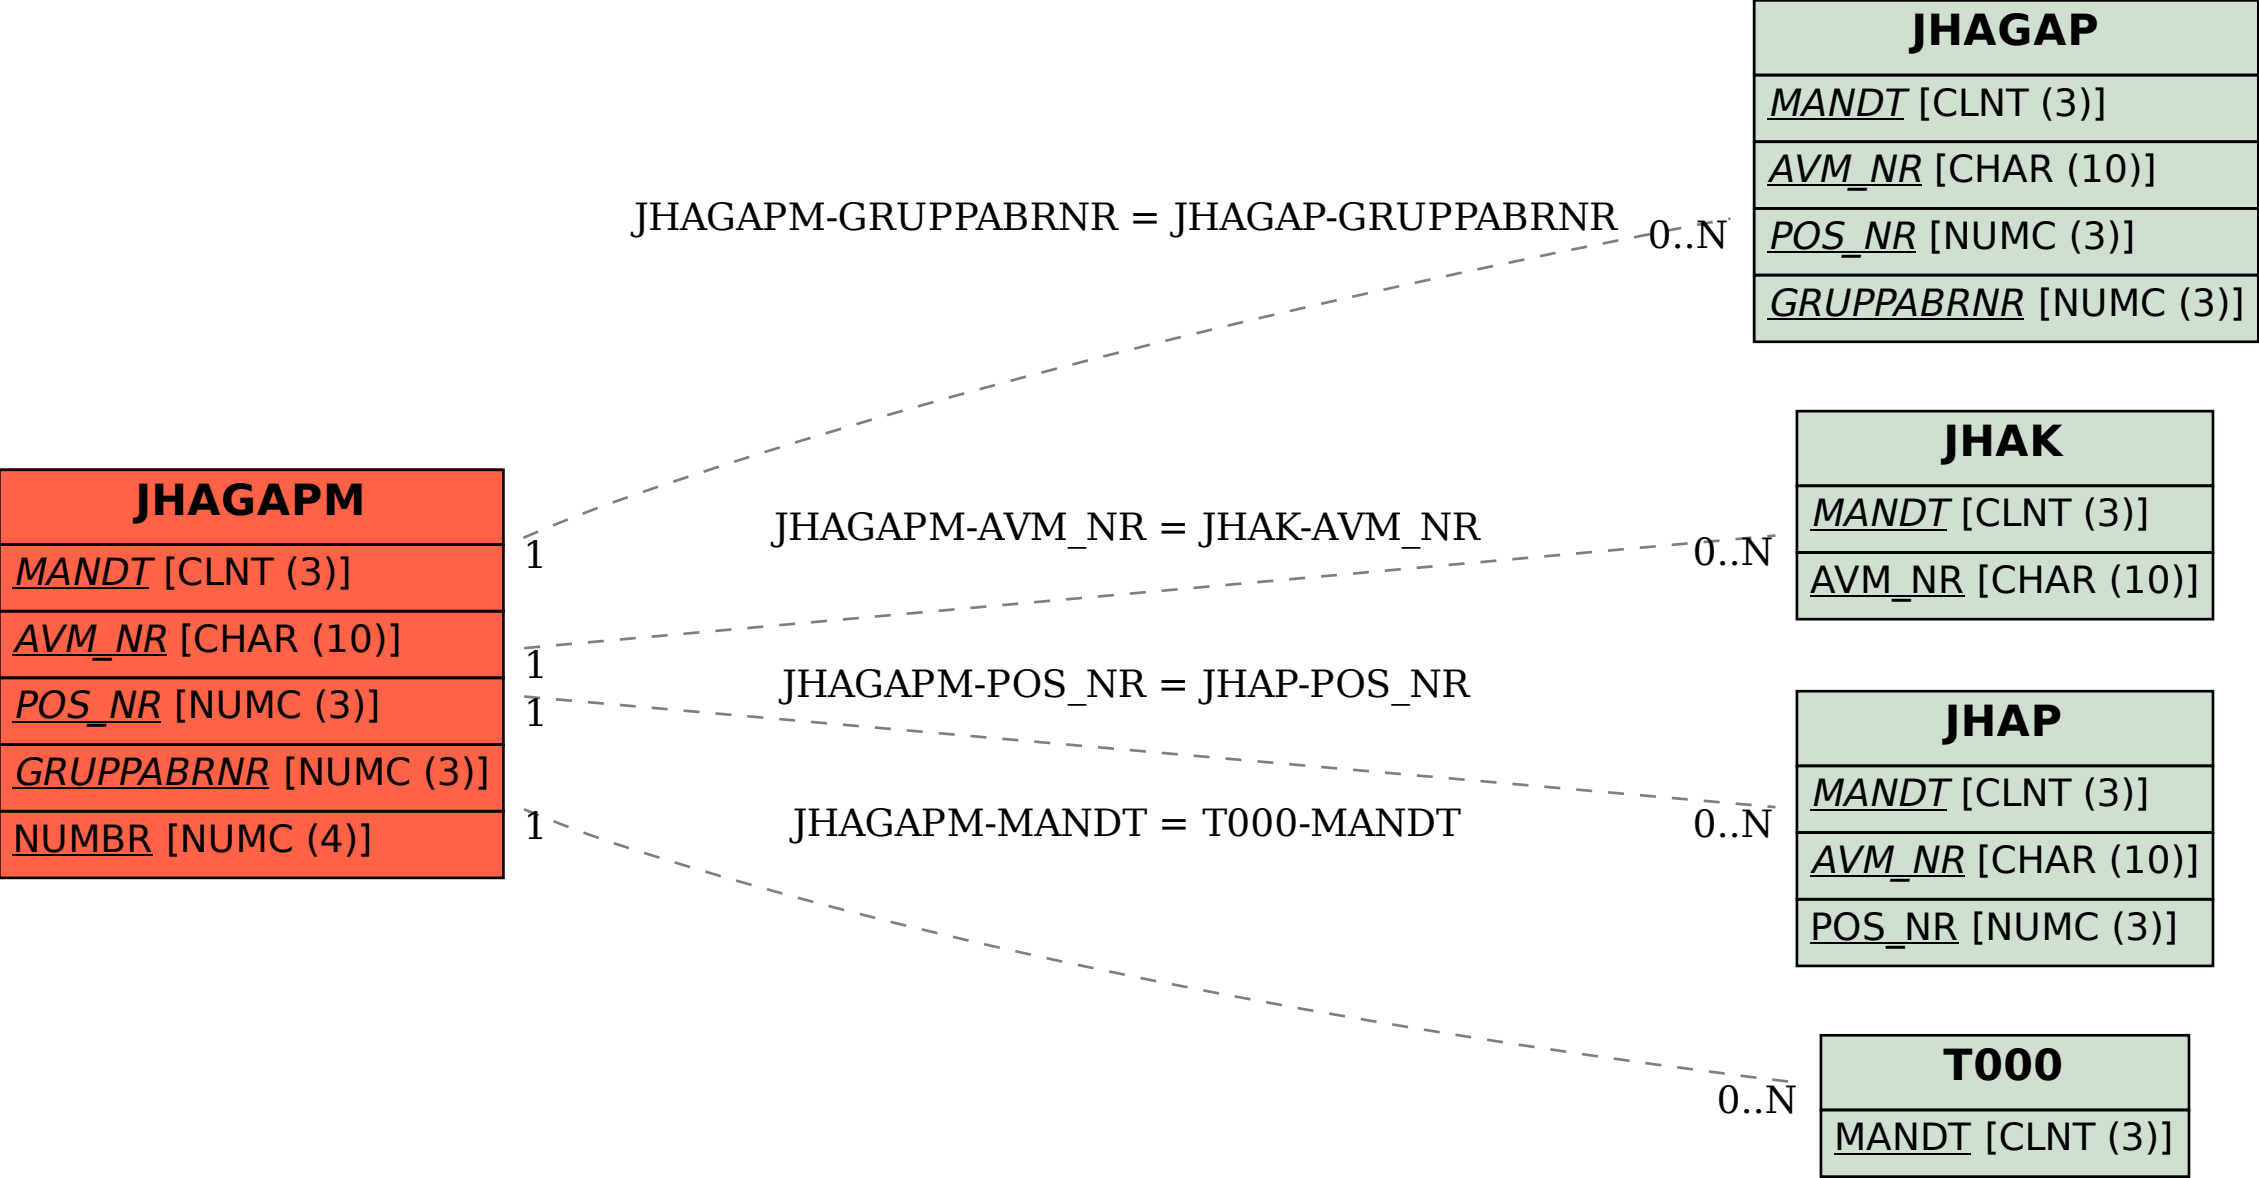 JHAGAPM
MANDT [CLNT (3)]
AVM_NR [CHAR (10)]
POS_NR [NUMC (3)]
GRUPPABRNR [NUMC (3)]
NUMBR [NUMC (4)]
JHAGAPM-GRUPPABRNR = JHAGAP-GRUPPABRNR
1
0..N
JHAGAPM-AVM_NR = JHAK-AVM_NR
1
0..N
JHAGAPM-POS_NR = JHAP-POS_NR
1
0..N
JHAGAPM-MANDT = T000-MANDT
1
0..N
JHAGAP
MANDT [CLNT (3)]
AVM_NR [CHAR (10)]
POS_NR [NUMC (3)]
GRUPPABRNR [NUMC (3)]
JHAK
MANDT [CLNT (3)]
AVM_NR [CHAR (10)]
JHAP
MANDT [CLNT (3)]
AVM_NR [CHAR (10)]
POS_NR [NUMC (3)]
T000
MANDT [CLNT (3)]